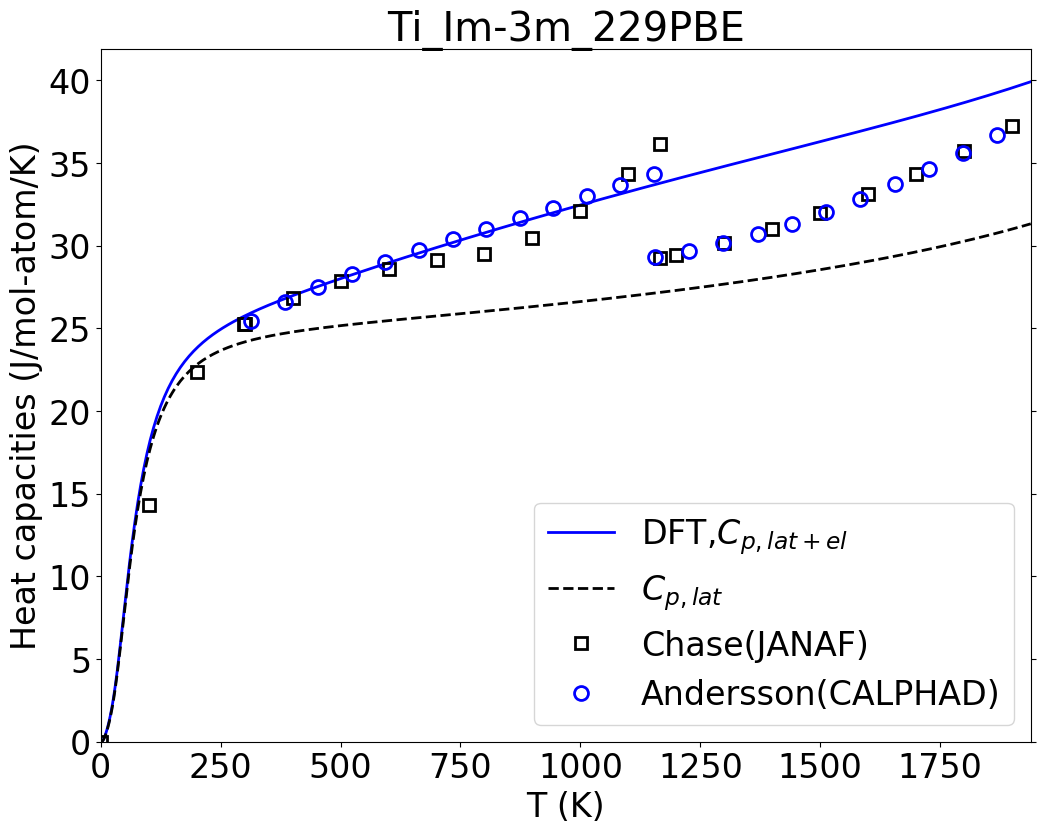 Ti_Im-3m_229PBE
Heat capacities (J/mol-atom/K)
40
35
30
25
20
15
10
5
0
DFT,C_{p,lat+el}
C_{p,lat}
Chase(JANAF)
Andersson(CALPHAD)
0 250 500 750 1000 1250 1500 1750
T (K)